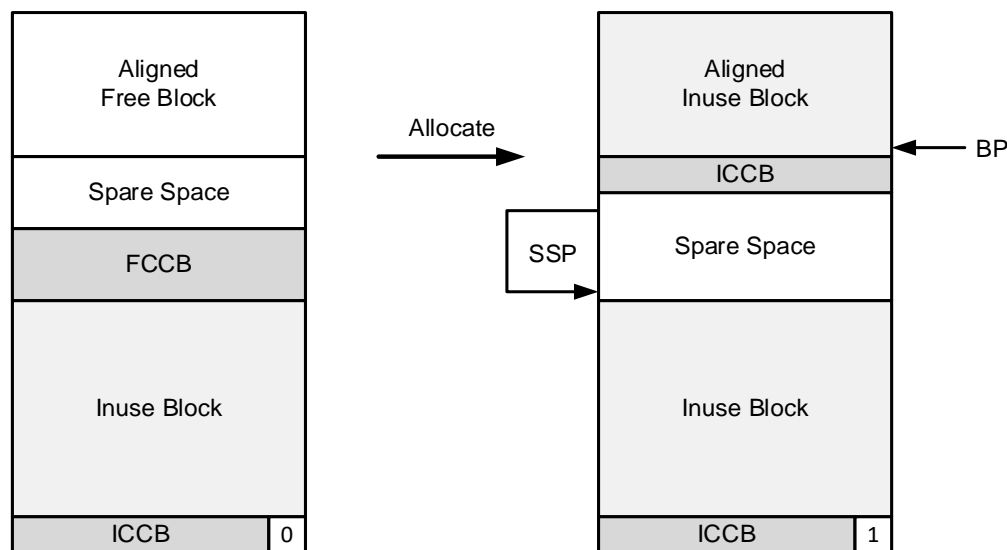 Aligned
Free Block
Spare Space
FCCB
Inuse Block
ICCB
0
Allocate
Aligned
Inuse Block
BP
ICCB
SSP
Spare Space
Inuse Block
ICCB
1